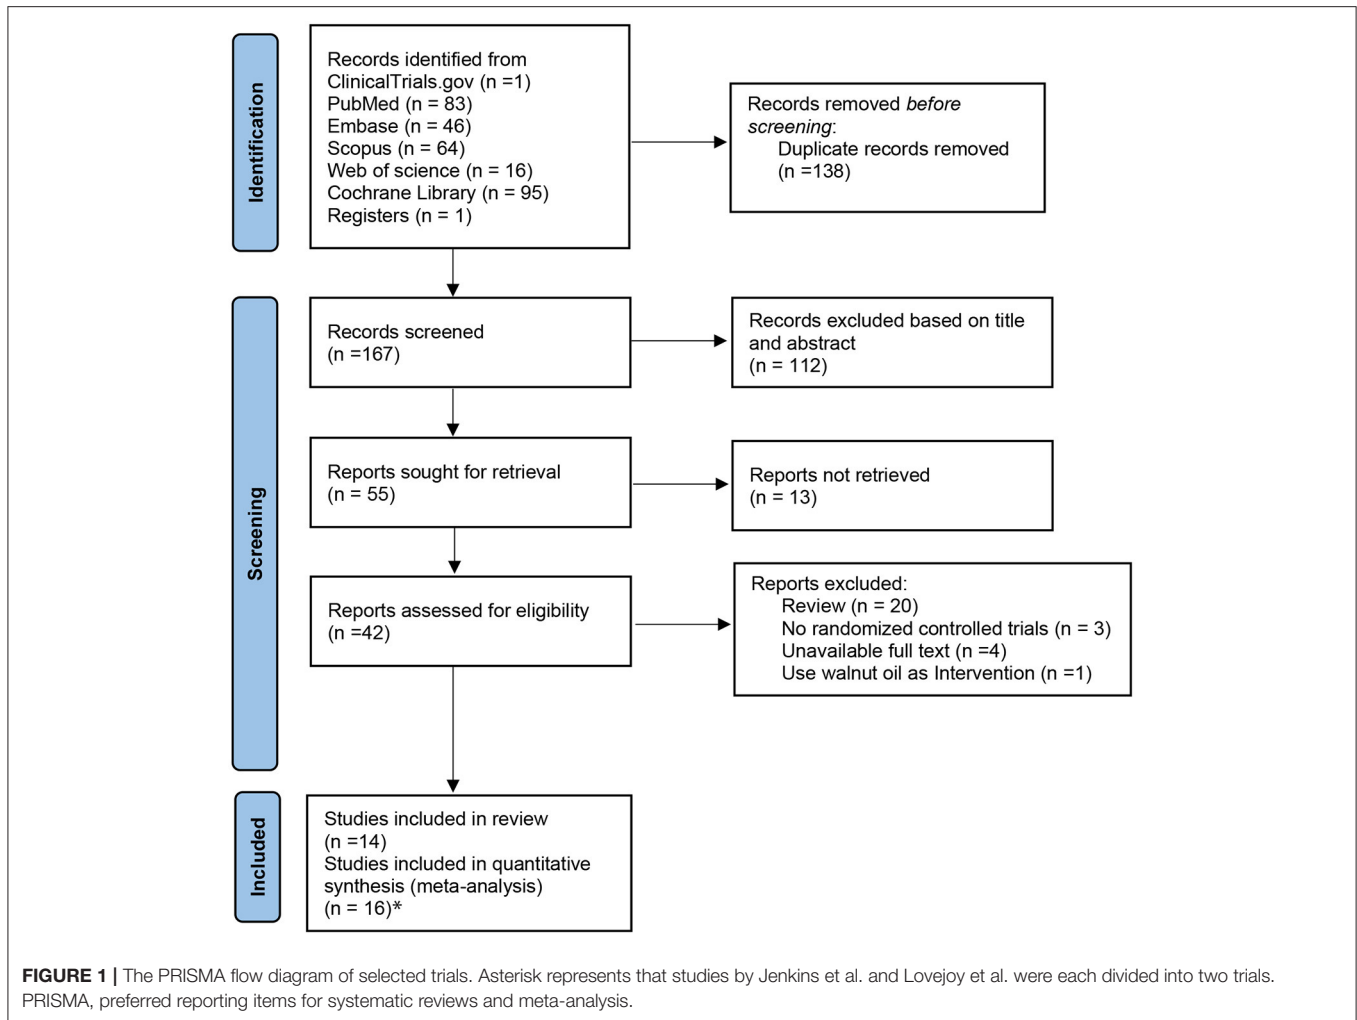 Identification
Records identified from
ClinicalTrials.gov (n =1)
PubMed (n = 83)
Embase (n = 46)
Scopus (n = 64)
Web of science (n = 16)
Cochrane Library (n = 95)
Registers (n = 1)
Records removed before
screening:
Duplicate records removed
(n =138)
Screening
Records screened
(n =167)
Records excluded based on title
and abstract
(n = 112)
Reports sought for retrieval
(n = 55)
Reports not retrieved
(n = 13)
Reports assessed for eligibility
(n =42)
Reports excluded:
Review (n = 20)
No randomized controlled trials (n = 3)
Unavailable full text (n =4)
Use walnut oil as Intervention (n =1)
Included
Studies included in review
(n =14)
Studies included in quantitative
synthesis (meta-analysis)
(n = 16)*
FIGURE 1 | The PRISMA flow diagram of selected trials. Asterisk represents that studies by Jenkins et al. and Lovejoy et al. were each divided into two trials.
PRISMA, preferred reporting items for systematic reviews and meta-analysis.